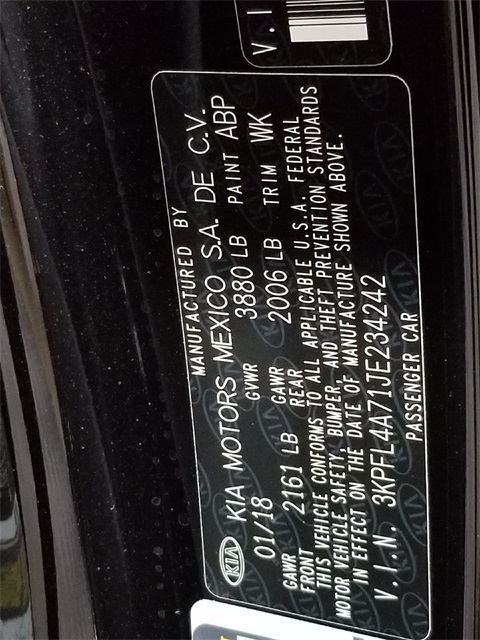 MANUFACTURED BY
KIA KIA MOTORS MEXICO S.A. DE C.V.
01/18 GVWR 3880 LB PAINT ABP
GAWR FRONT 2161 LB GAWR REAR 2006 LB TRIM WK
THIS VEHICLE CONFORMS TO ALL APPLICABLE U.S.A. FEDERAL
MOTOR VEHICLE SAFETY, BUMPER, AND THEFT PREVENTION STANDARDS
IN EFFECT ON THE DATE OF MANUFACTURE SHOWN ABOVE.
V.I.N. 3KPFL4A71JE234242
PASSENGER CAR
V.I